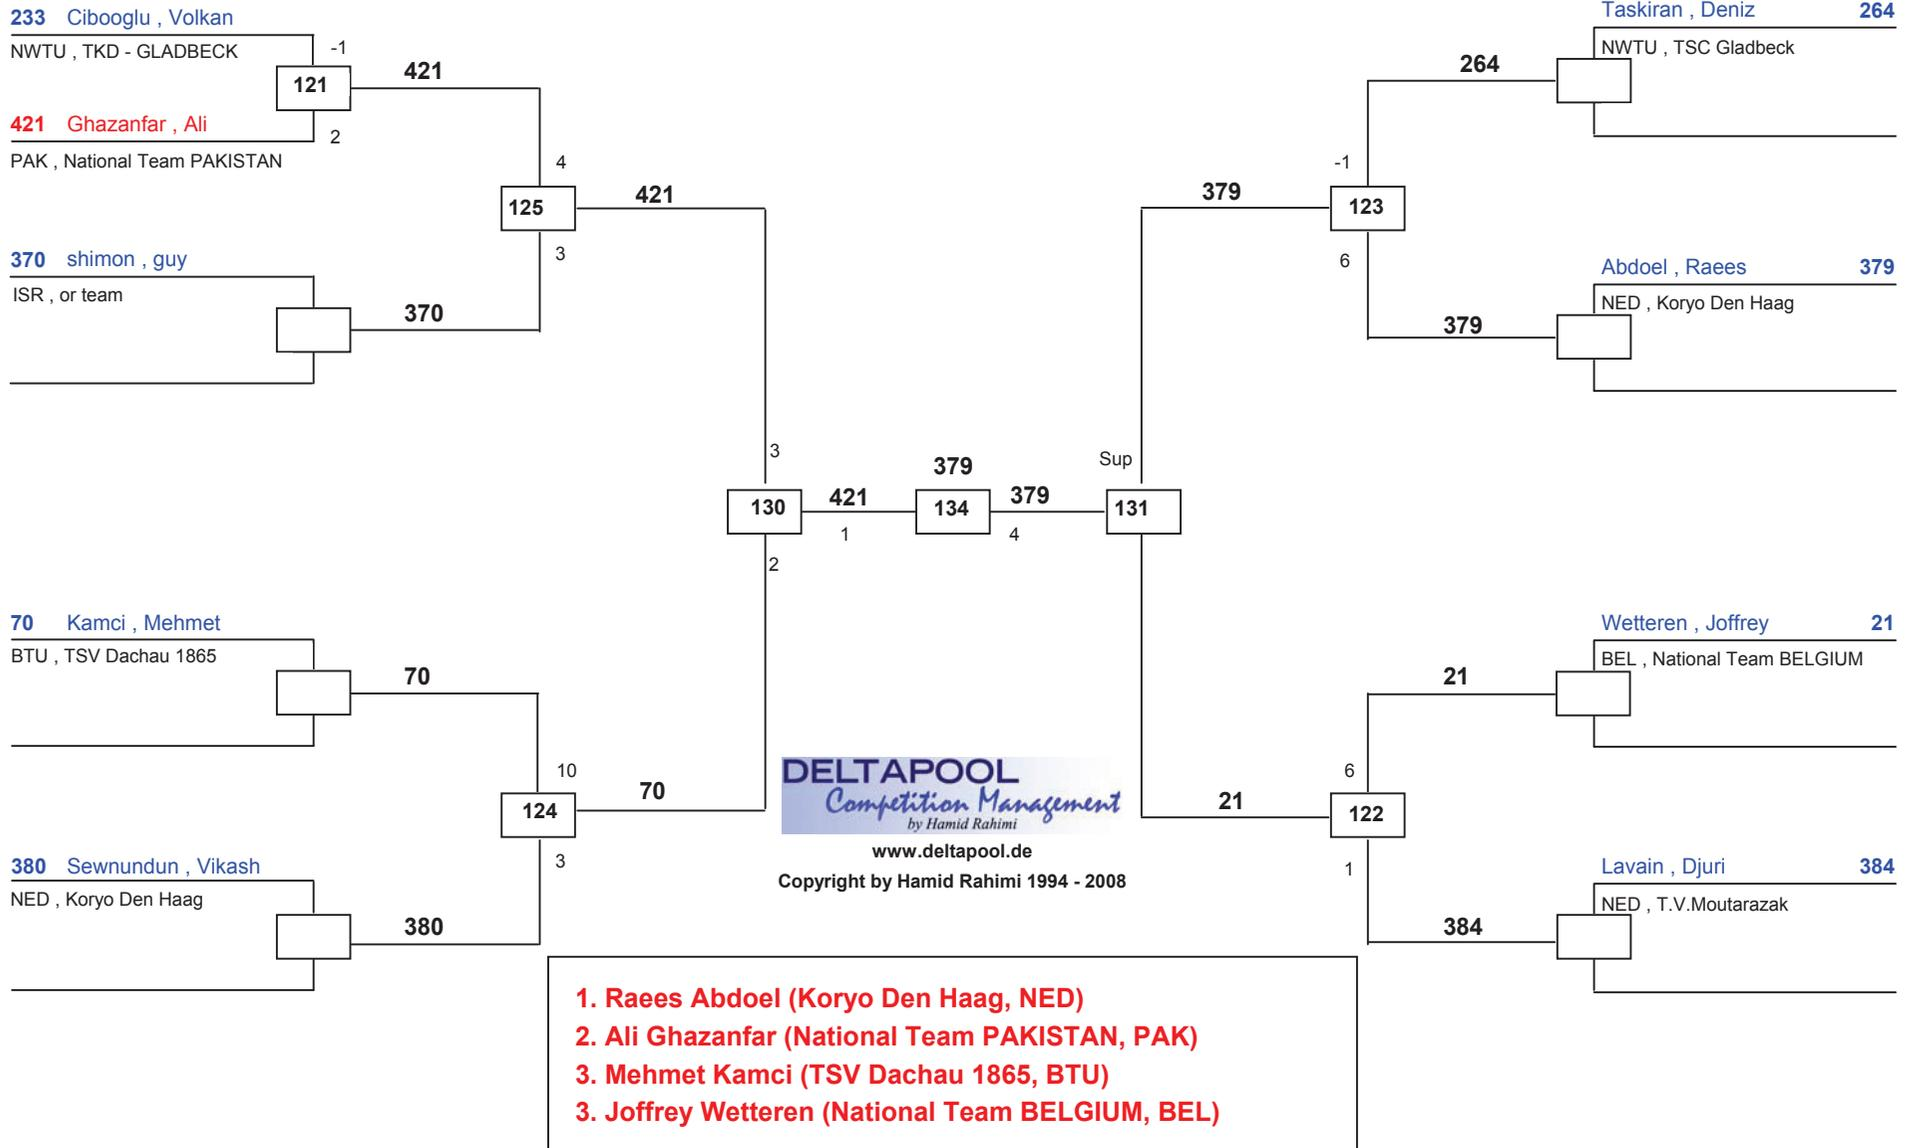 233 Cibooglu , Volkan
NWTU , TKD - GLADBECK
-1
121
421
421 Ghazanfar , Ali
2
PAK , National Team PAKISTAN
4
125
421
3
370 shimon , guy
ISR , or team
370
3
130
421
1
2
379
134
379
4
Sup
131
70 Kamci , Mehmet
BTU , TSV Dachau 1865
70
10
124
70
3
380 Sewnundun , Vikash
NED , Koryo Den Haag
380
Taskiran , Deniz 264
NWTU , TSC Gladbeck
264
-1
379
123
6
Abdoel , Raees 379
NED , Koryo Den Haag
379
Wetteren , Joffrey 21
BEL , National Team BELGIUM
21
6
21
122
1
Lavain , Djuri 384
NED , T.V.Moutarazak
384
DELTAPOOL
Competition Management
by Hamid Rahimi
www.deltapool.de
Copyright by Hamid Rahimi 1994 - 2008
1. Raees Abdoel (Koryo Den Haag, NED)
2. Ali Ghazanfar (National Team PAKISTAN, PAK)
3. Mehmet Kamci (TSV Dachau 1865, BTU)
3. Joffrey Wetteren (National Team BELGIUM, BEL)